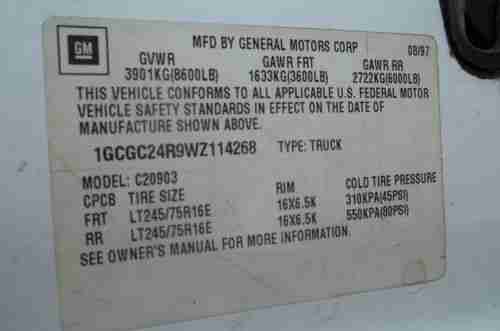 GM
MFD BY GENERAL MOTORS CORP 08/97
GVWR GAWR FRT GAWR RR
3901KG(8600LB) 1633KG(3600LB) 2722KG(6000LB)
THIS VEHICLE CONFORMS TO ALL APPLICABLE U.S. FEDERAL MOTOR
VEHICLE SAFETY STANDARDS IN EFFECT ON THE DATE OF
MANUFACTURE SHOWN ABOVE.
1GCGC24R9WZ114268 TYPE: TRUCK
MODEL: C20903
CPCB TIRE SIZE RIM COLD TIRE PRESSURE
FRT LT245/75R16E 16X6.5K 310KPA(45PSI)
RR LT245/75R16E 16X6.5K 550KPA(80PSI)
SEE OWNER'S MANUAL FOR MORE INFORMATION.